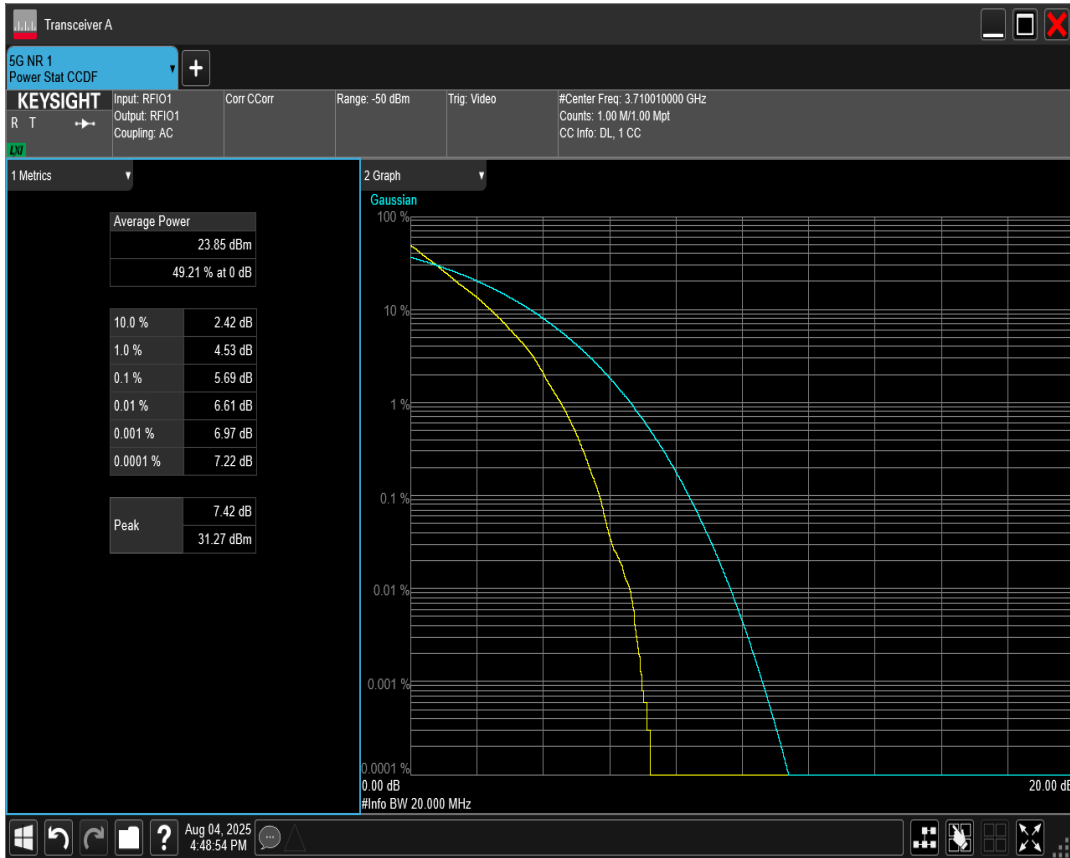 Transceiver A
5G NR 1
Power Stat CCDF
+
KEYSIGHT
R T
LXI
Input: RFIO1
Output: RFIO1
Coupling: AC
Corr CCorr
Range: -50 dBm
Trig: Video
#Center Freq: 3.710010000 GHz
Counts: 1.00 M/1.00 Mpt
CC Info: DL, 1 CC
1 Metrics
Average Power
23.85 dBm
49.21 % at 0 dB
10.0 % 2.42 dB
1.0 % 4.53 dB
0.1 % 5.69 dB
0.01 % 6.61 dB
0.001 % 6.97 dB
0.0001 % 7.22 dB
Peak 7.42 dB
31.27 dBm
2 Graph
Gaussian
100 %
10 %
1 %
0.1 %
0.01 %
0.001 %
0.0001 %
0.00 dB 20.00 dB
#Info BW 20.000 MHz
? Aug 04, 2025
4:48:54 PM